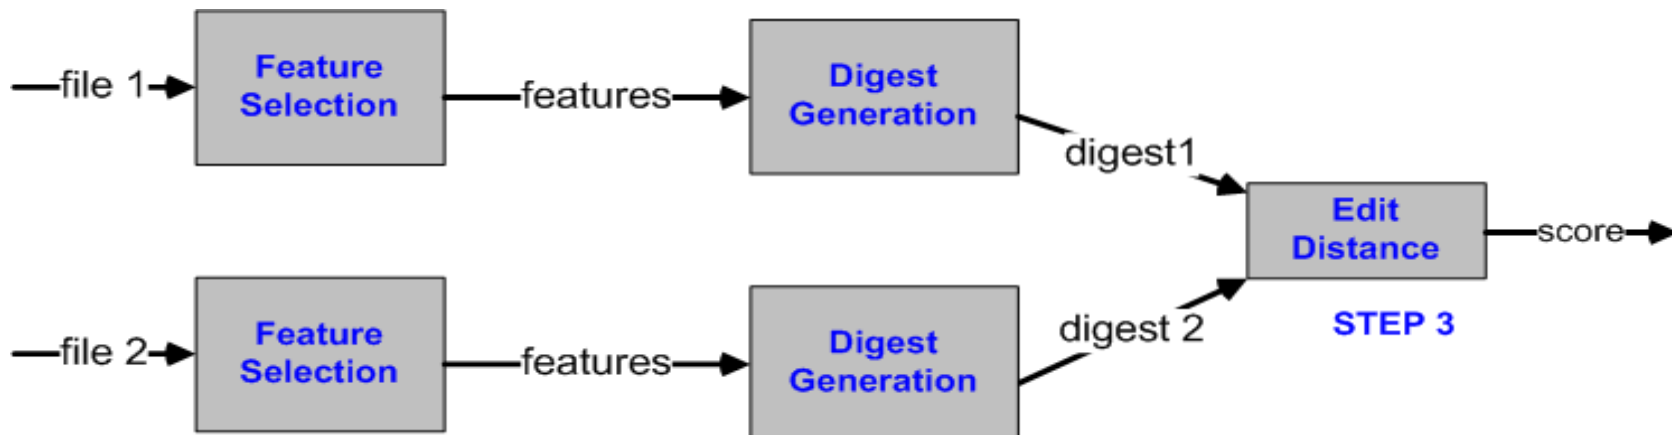 file 1
Feature
Selection
features
Digest
Generation
digest1
Edit
Distance
score
STEP 3
file 2
Feature
Selection
features
Digest
Generation
digest 2